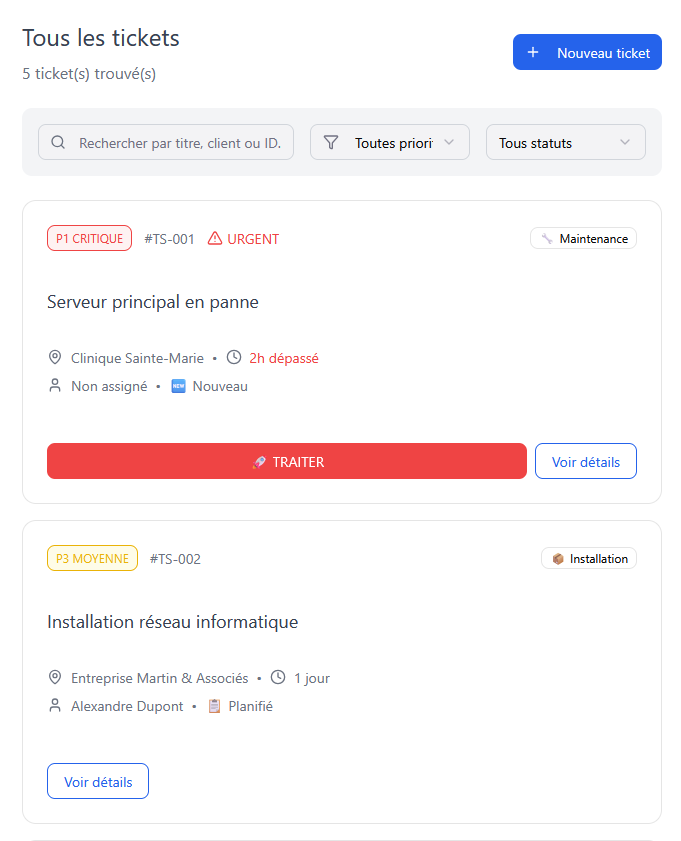 Tous les tickets
5 ticket(s) trouvé(s)
+ Nouveau ticket
Rechercher par titre, client ou ID.
Toutes priori
Tous statuts
P1 CRITIQUE #TS-001 URGENT Maintenance
Serveur principal en panne
Clinique Sainte-Marie • 2h dépassé
Non assigné • NEW Nouveau
TRAITER Voir détails
P3 MOYENNE #TS-002 Installation
Installation réseau informatique
Entreprise Martin & Associés • 1 jour
Alexandre Dupont • Planifié
Voir détails